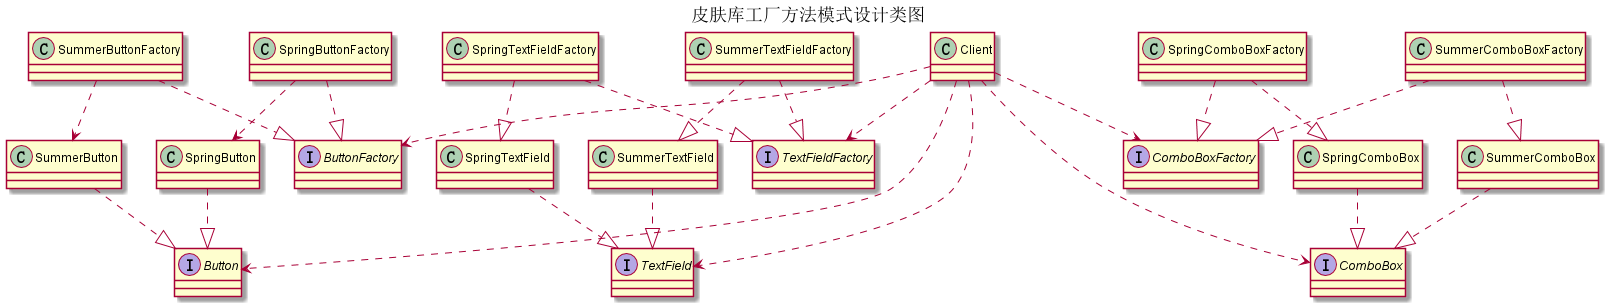 皮肤库工厂方法模式设计类图
C SummerButtonFactory
C SpringButtonFactory
C SpringTextFieldFactory
C SummerTextFieldFactory
C Client
C SpringComboBoxFactory
C SummerComboBoxFactory
C SummerButton
C SpringButton
I ButtonFactory
C SpringTextField
C SummerTextField
I TextFieldFactory
I ComboBoxFactory
C SpringComboBox
C SummerComboBox
I Button
I TextField
I ComboBox